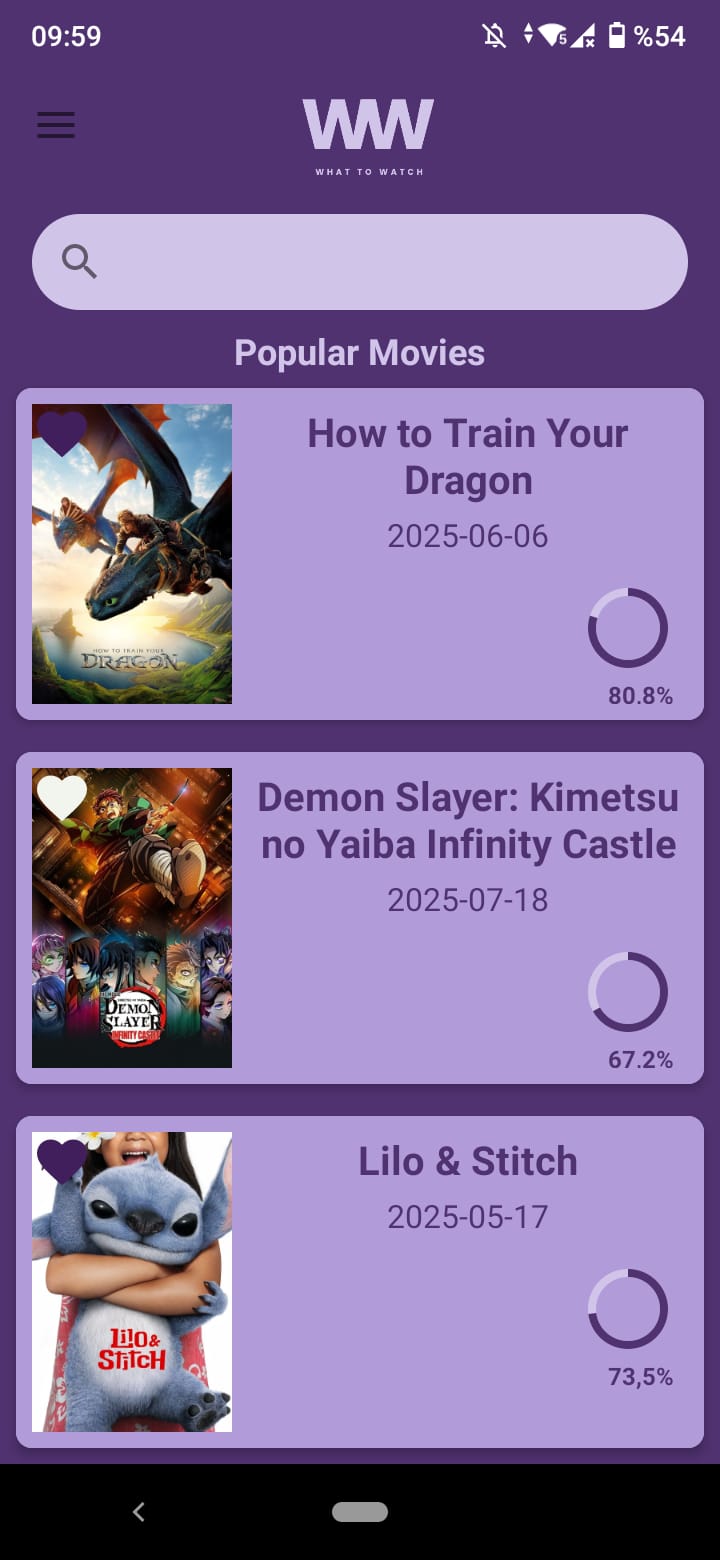 09:59
5
%54
WW
WHAT TO WATCH
Popular Movies
HOW TO TRAIN YOUR
DRAGON
How to Train Your
Dragon
2025-06-06
80.8%
DEMON
SLAYER
INFINITY CASTLE
Demon Slayer: Kimetsu
no Yaiba Infinity Castle
2025-07-18
67.2%
Lilo &
Stitch
Lilo & Stitch
2025-05-17
73,5%